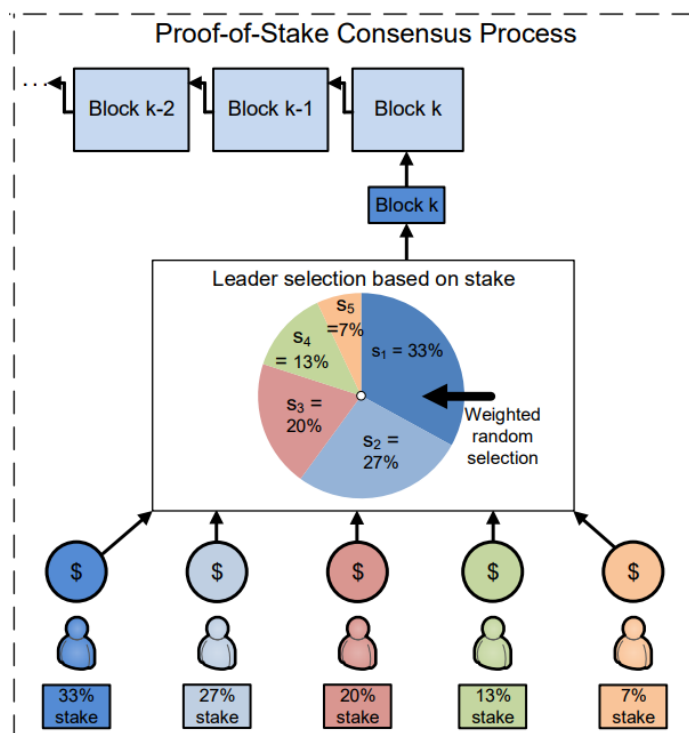 Proof-of-Stake Consensus Process
...
Block k-2
Block k-1
Block k
Block k
Leader selection based on stake
s₅
=7%
s₄
= 13%
s₁ = 33%
s₃ =
20%
s₂ =
27%
Weighted
random
selection
$
$
$
$
$
33%
stake
27%
stake
20%
stake
13%
stake
7%
stake